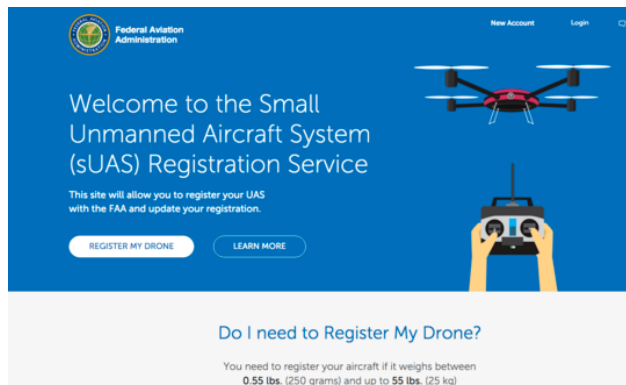 Federal Aviation
Administration
New Account
Login
Welcome to the Small
Unmanned Aircraft System
(sUAS) Registration Service
This site will allow you to register your UAS
with the FAA and update your registration.
REGISTER MY DRONE
LEARN MORE
Do I need to Register My Drone?
You need to register your aircraft if it weighs between
0.55 lbs. (250 grams) and up to 55 lbs. (25 kg)